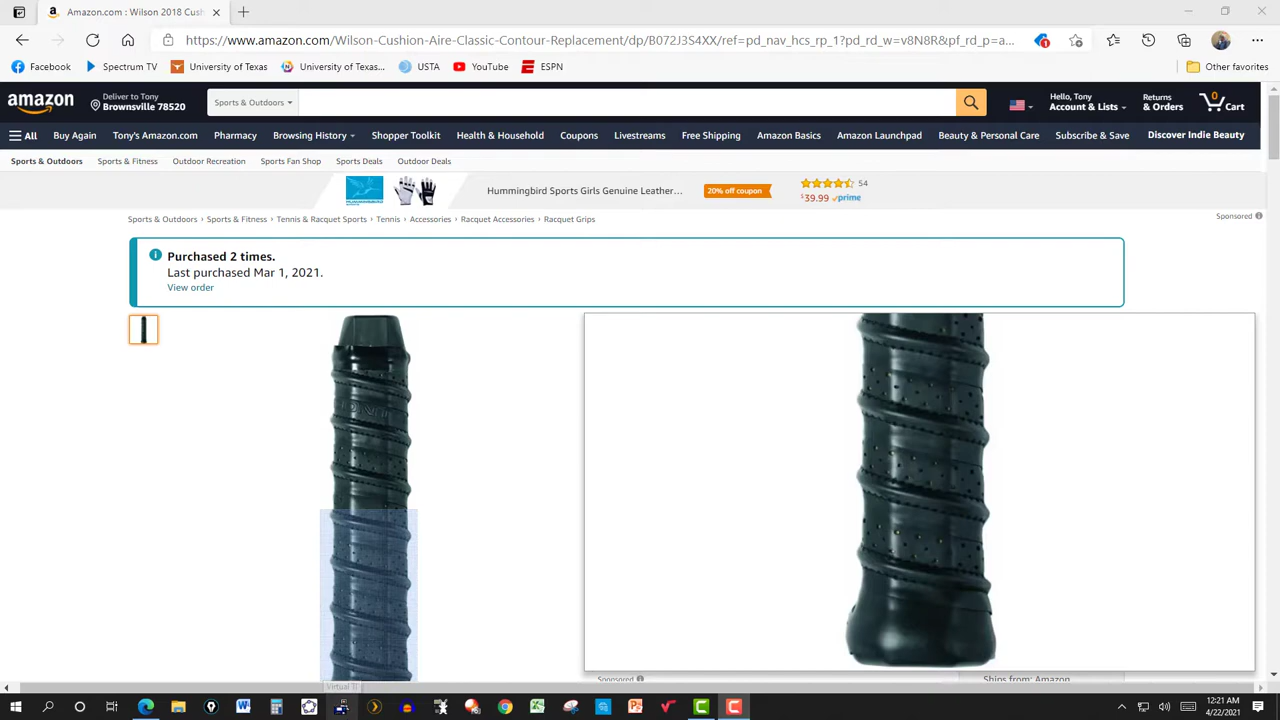 Amazon.com : Wilson 2018 Cush
https://www.amazon.com/Wilson-Cushion-Aire-Classic-Contour-Replacement/dp/B072J3S4XX/ref=pd_nav_hcs_rp_1?pd_rd_w=v8N8R&pf_rd_p=a...
1
Facebook
Spectrum TV
University of Texas
University of Texas...
USTA
YouTube
ESPN
Other favorites
amazon
Deliver to Tony
Brownsville 78520
Sports & Outdoors
Hello, Tony
Account & Lists
Returns
& Orders
0
Cart
All
Buy Again
Tony's Amazon.com
Pharmacy
Browsing History
Shopper Toolkit
Health & Household
Coupons
Livestreams
Free Shipping
Amazon Basics
Amazon Launchpad
Beauty & Personal Care
Subscribe & Save
Discover Indie Beauty
Sports & Outdoors
Sports & Fitness
Outdoor Recreation
Sports Fan Shop
Sports Deals
Outdoor Deals
Hummingbird Sports Girls Genuine Leather...
20% off coupon
54
$39.99 prime
Sports & Outdoors › Sports & Fitness › Tennis & Racquet Sports › Tennis › Accessories › Racquet Accessories › Racquet Grips
Sponsored
Purchased 2 times.
Last purchased Mar 1, 2021.
View order
Sponsored
Ships from: Amazon
Virtual TI
12:21 AM
4/22/2021